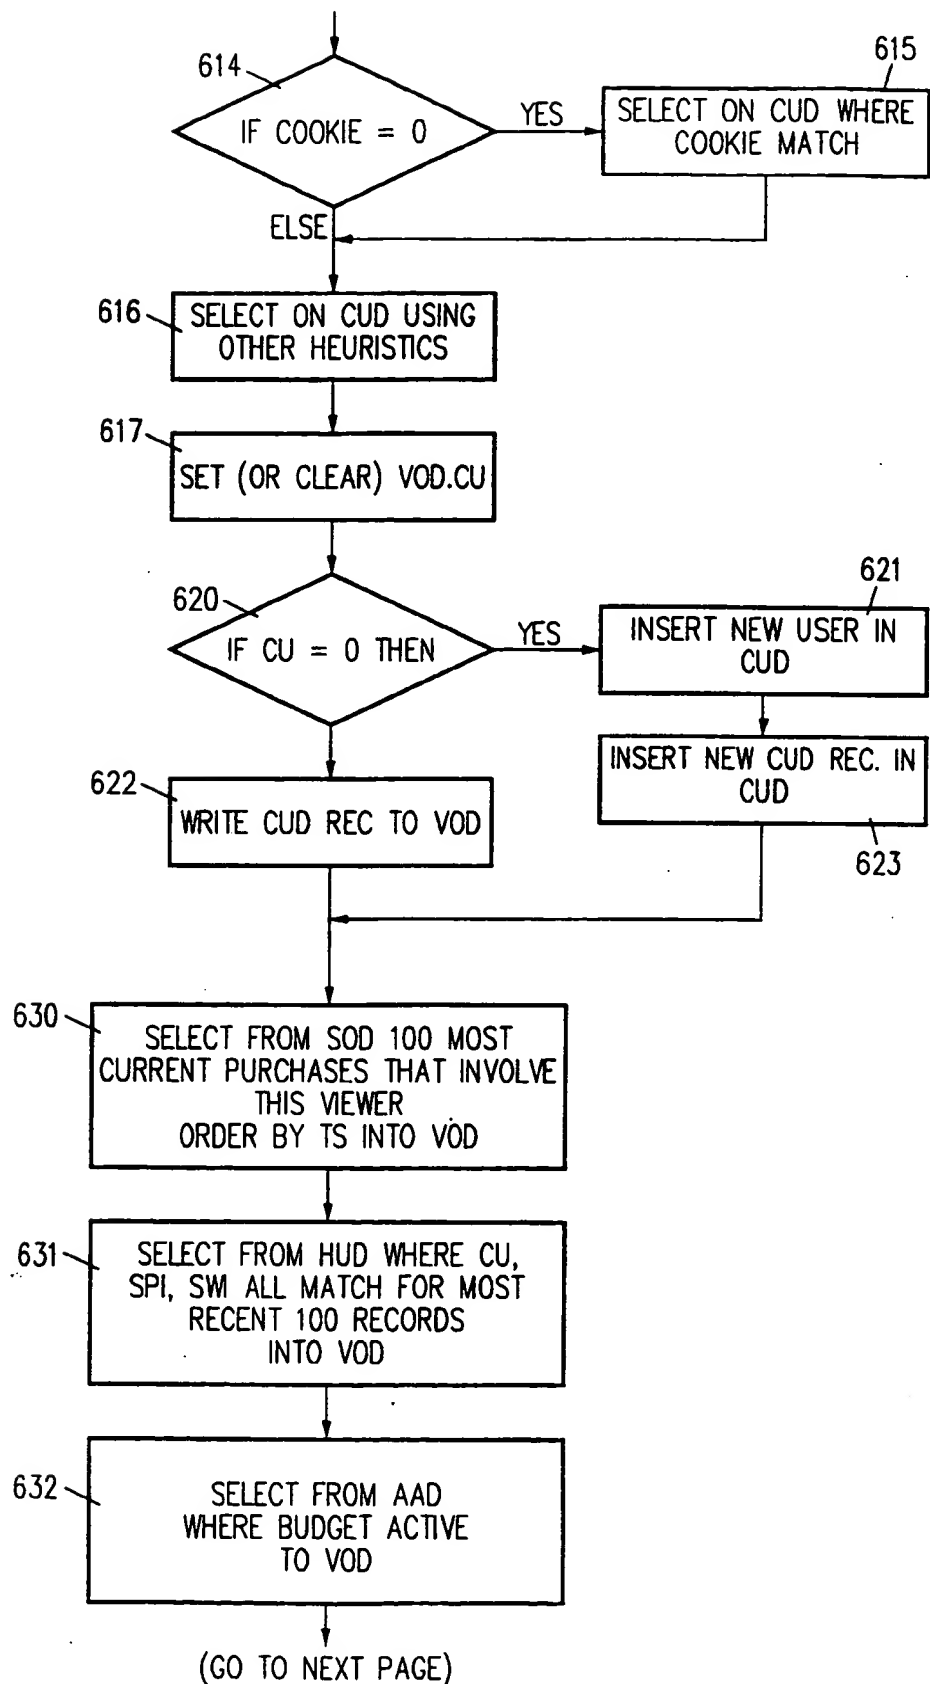 614
IF COOKIE = 0
YES
615
SELECT ON CUD WHERE
COOKIE MATCH
ELSE
616
SELECT ON CUD USING
OTHER HEURISTICS
617
SET (OR CLEAR) VOD.CU
620
IF CU = 0 THEN
YES
621
INSERT NEW USER IN
CUD
622
WRITE CUD REC TO VOD
INSERT NEW CUD REC. IN
CUD
623
630
SELECT FROM SOD 100 MOST
CURRENT PURCHASES THAT INVOLVE
THIS VIEWER
ORDER BY TS INTO VOD
631
SELECT FROM HUD WHERE CU,
SPI, SWI ALL MATCH FOR MOST
RECENT 100 RECORDS
INTO VOD
632
SELECT FROM AAD
WHERE BUDGET ACTIVE
TO VOD
(GO TO NEXT PAGE)